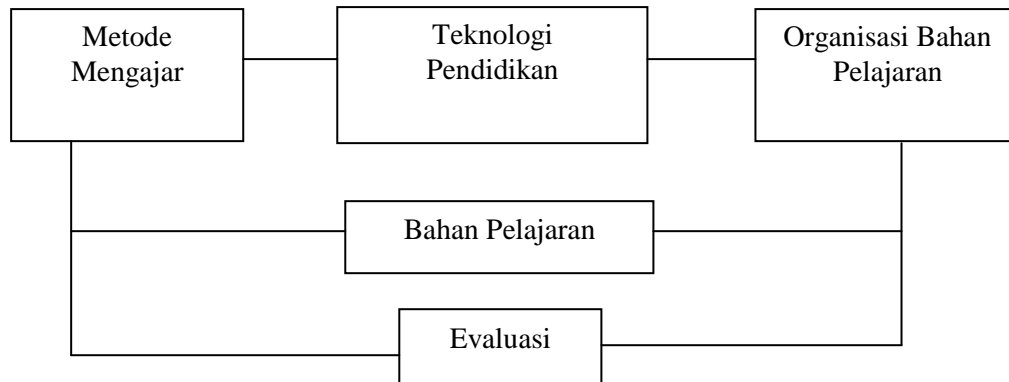 Metode
Mengajar
Teknologi
Pendidikan
Organisasi Bahan
Pelajaran
Bahan Pelajaran
Evaluasi